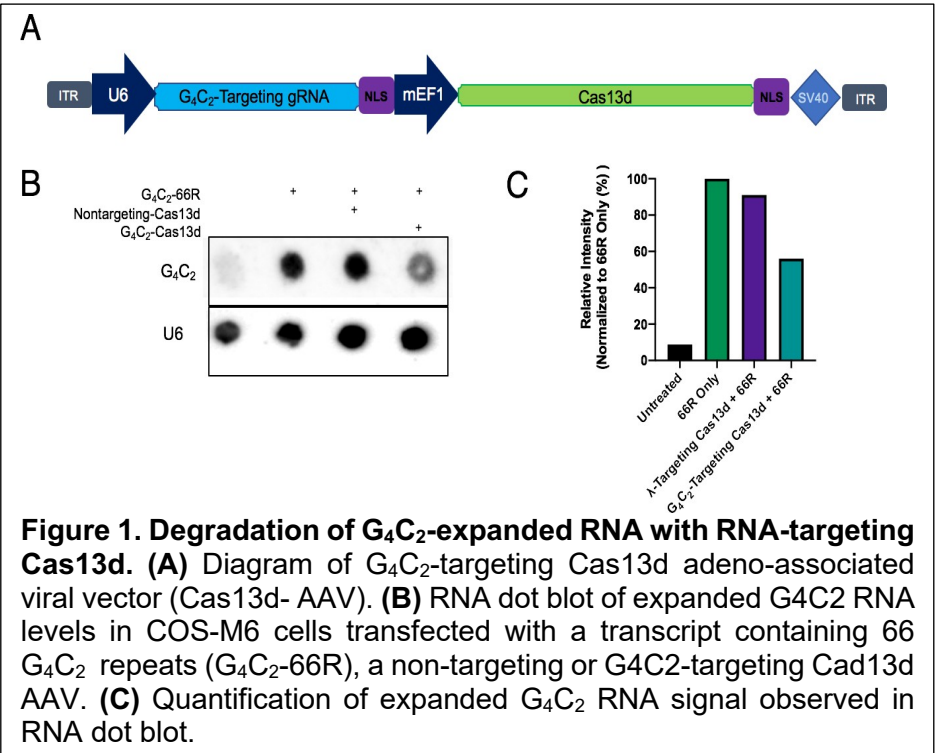 A
ITR U6 G₄C₂-Targeting gRNA NLS mEF1 Cas13d NLS SV40 ITR
B
G₄C₂-66R + + +
Nontargeting-Cas13d +
G₄C₂-Cas13d +
G₄C₂
U6
C
Relative Intensity
(Normalized to 66R Only (%) )
100
80
60
40
20
0
Untreated
66R Only
λ-Targeting Cas13d + 66R
G₄C₂-Targeting Cas13d + 66R
Figure 1. Degradation of G₄C₂-expanded RNA with RNA-targeting
Cas13d. (A) Diagram of G₄C₂-targeting Cas13d adeno-associated
viral vector (Cas13d- AAV). (B) RNA dot blot of expanded G4C2 RNA
levels in COS-M6 cells transfected with a transcript containing 66
G₄C₂ repeats (G₄C₂-66R), a non-targeting or G4C2-targeting Cad13d
AAV. (C) Quantification of expanded G₄C₂ RNA signal observed in
RNA dot blot.